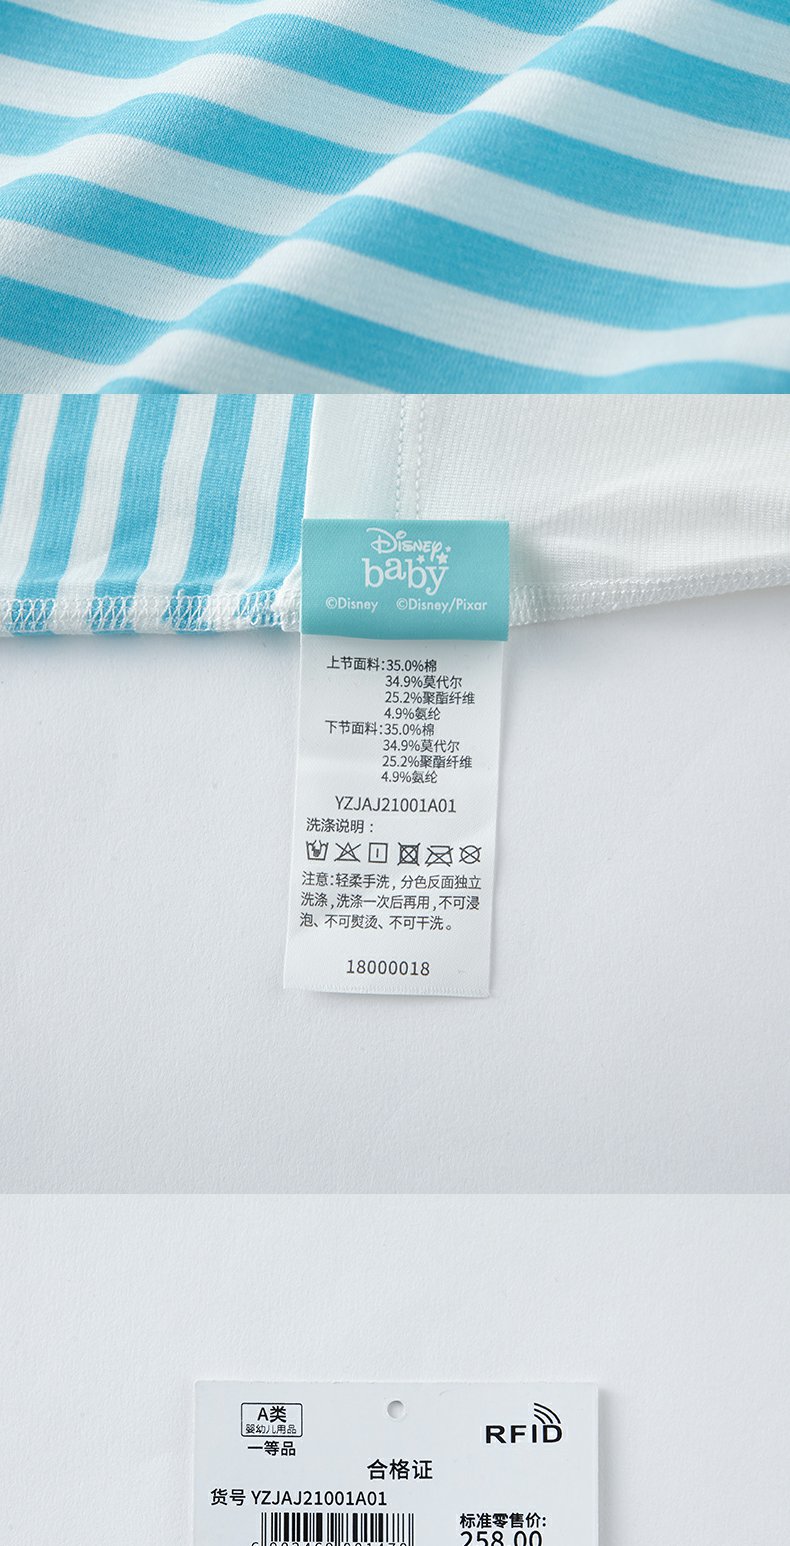 Disney
baby
©Disney ©Disney/Pixar
上节面料:35.0%棉
34.9%莫代尔
25.2%聚酯纤维
4.9%氨纶
下节面料:35.0%棉
34.9%莫代尔
25.2%聚酯纤维
4.9%氨纶
YZJAJ21001A01
洗涤说明:
注意:轻柔手洗,分色反面独立
洗涤,洗涤一次后再用,不可浸
泡、不可熨烫、不可干洗。
18000018
A类
婴幼儿用品
一等品
RFID
合格证
货号 YZJAJ21001A01
标准零售价:
258.00